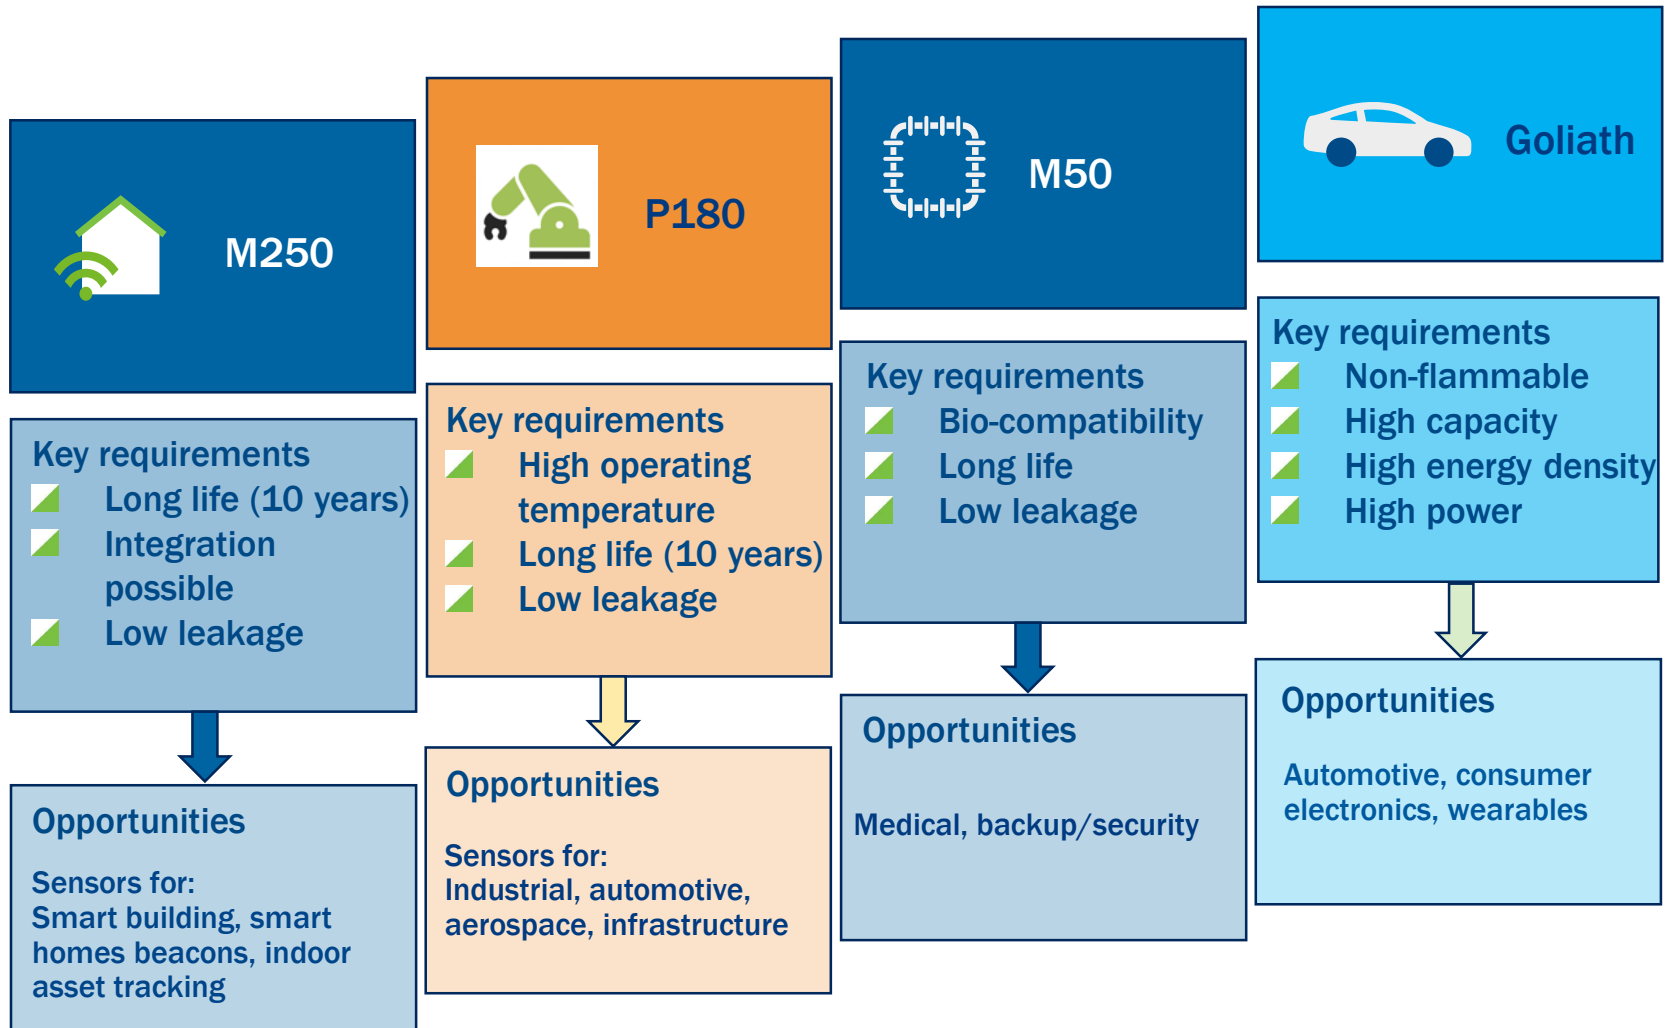 M250
Key requirements
Long life (10 years)
Integration
possible
Low leakage
Opportunities
Sensors for:
Smart building, smart
homes beacons, indoor
asset tracking
P180
Key requirements
High operating
temperature
Long life (10 years)
Low leakage
Opportunities
Sensors for:
Industrial, automotive,
aerospace, infrastructure
M50
Key requirements
Bio-compatibility
Long life
Low leakage
Opportunities
Medical, backup/security
Goliath
Key requirements
Non-flammable
High capacity
High energy density
High power
Opportunities
Automotive, consumer
electronics, wearables